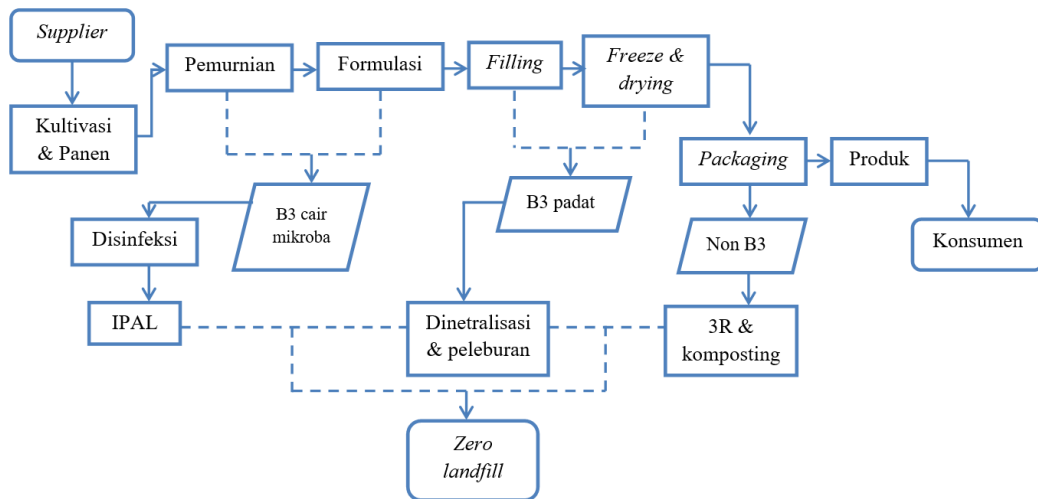 Supplier
Pemurnian
Formulasi
Filling
Freeze &
drying
Kultivasi
& Panen
Packaging
Produk
B3 cair
mikroba
B3 padat
Disinfeksi
Non B3
Konsumen
IPAL
Dinetralisasi
& peleburan
3R &
komposting
Zero
landfill